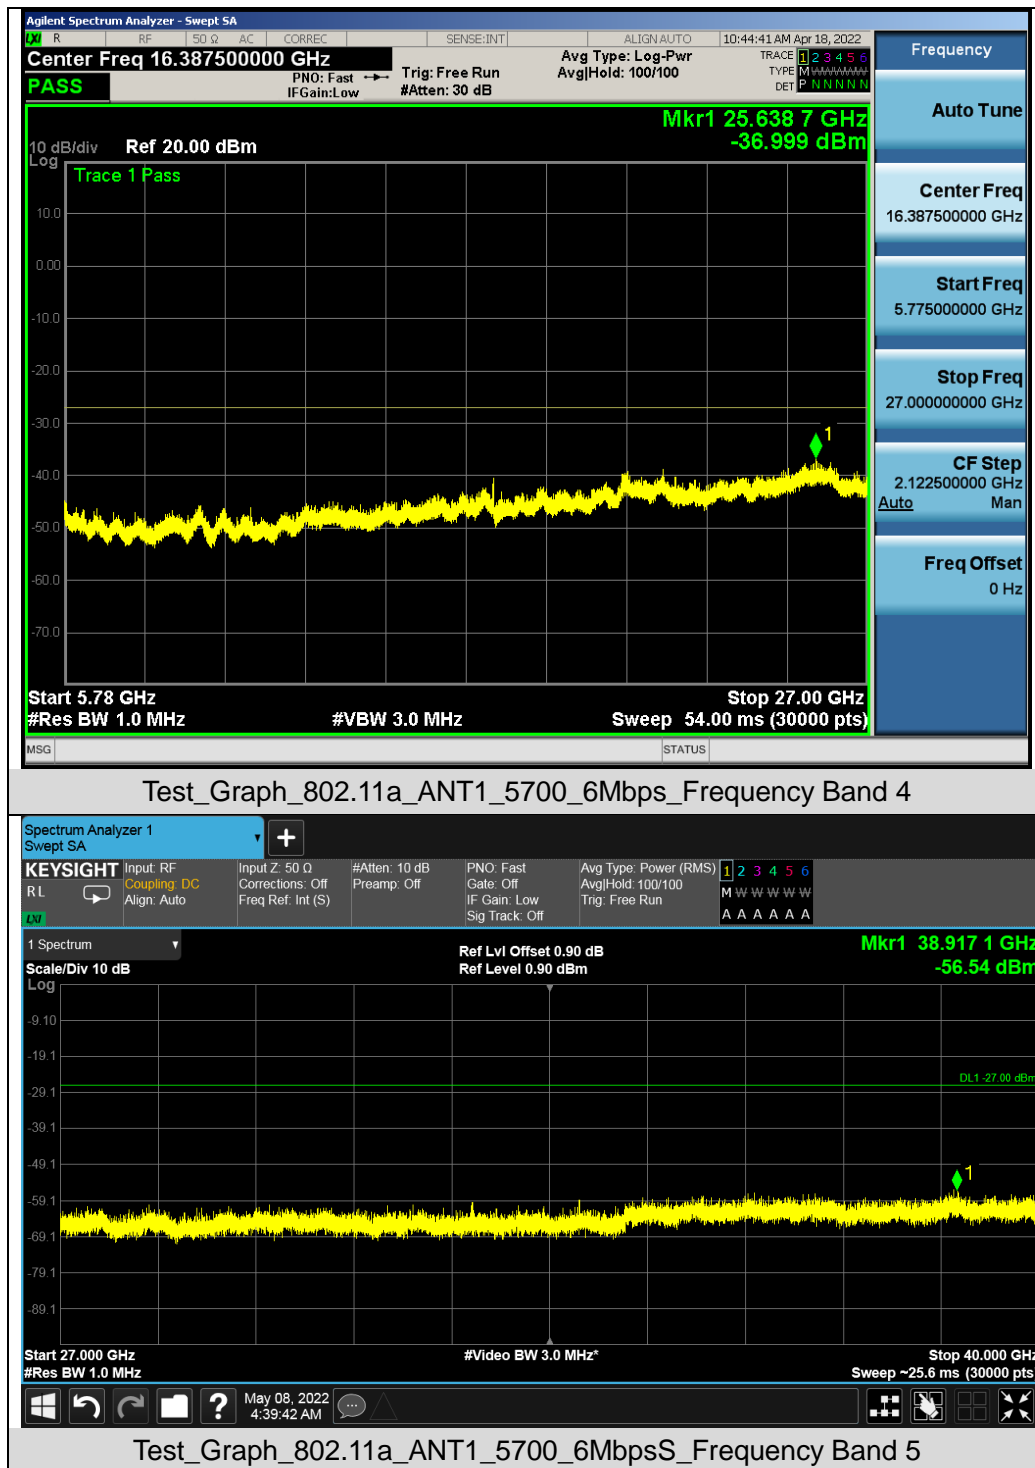 Agilent Spectrum Analyzer - Swept SA
LXI R RF 50 Ω AC CORREC SENSE:INT ALIGN AUTO 10:44:41 AM Apr 18, 2022
Center Freq 16.387500000 GHz
PNO: Fast
IFGain:Low
Trig: Free Run
#Atten: 30 dB
Avg Type: Log-Pwr
Avg|Hold: 100/100
TRACE 1 2 3 4 5 6
TYPE M W W W W W
DET P N N N N N
PASS
Mkr1 25.638 7 GHz
-36.999 dBm
10 dB/div Ref 20.00 dBm
Log
Trace 1 Pass
10.0
0.00
-10.0
-20.0
-30.0
1
-40.0
-50.0
-60.0
-70.0
Start 5.78 GHz Stop 27.00 GHz
#Res BW 1.0 MHz #VBW 3.0 MHz Sweep 54.00 ms (30000 pts)
MSG STATUS
Frequency
Auto Tune
Center Freq
16.387500000 GHz
Start Freq
5.775000000 GHz
Stop Freq
27.000000000 GHz
CF Step
2.122500000 GHz
Auto Man
Freq Offset
0 Hz
Test_Graph_802.11a_ANT1_5700_6Mbps_Frequency Band 4
Spectrum Analyzer 1
Swept SA
+
KEYSIGHT
R L
LXI
Input: RF
Coupling: DC
Align: Auto
Input Z: 50 Ω
Corrections: Off
Freq Ref: Int (S)
#Atten: 10 dB
Preamp: Off
PNO: Fast
Gate: Off
IF Gain: Low
Sig Track: Off
Avg Type: Power (RMS)
Avg|Hold: 100/100
Trig: Free Run
1 2 3 4 5 6
M W W W W W
A A A A A A
1 Spectrum
Scale/Div 10 dB
Log
Ref Lvl Offset 0.90 dB
Ref Level 0.90 dBm
Mkr1 38.917 1 GHz
-56.54 dBm
-9.10
-19.1
DL1 -27.00 dBm
-29.1
-39.1
-49.1
1
-59.1
-69.1
-79.1
-89.1
Start 27.000 GHz #Video BW 3.0 MHz* Stop 40.000 GHz
#Res BW 1.0 MHz Sweep ~25.6 ms (30000 pts)
?
May 08, 2022
4:39:42 AM
Test_Graph_802.11a_ANT1_5700_6MbpsS_Frequency Band 5